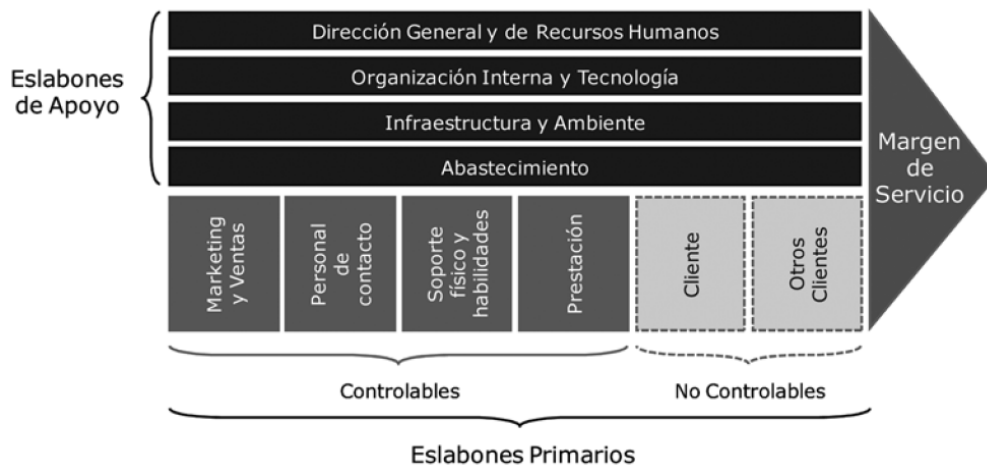 Dirección General y de Recursos Humanos
Organización Interna y Tecnología
Infraestructura y Ambiente
Abastecimiento
Eslabones
de Apoyo
Margen
de
Servicio
Marketing
y Ventas
Personal
de
contacto
Soporte
físico y
habilidades
Prestación
Cliente
Otros
Clientes
Controlables
No Controlables
Eslabones Primarios